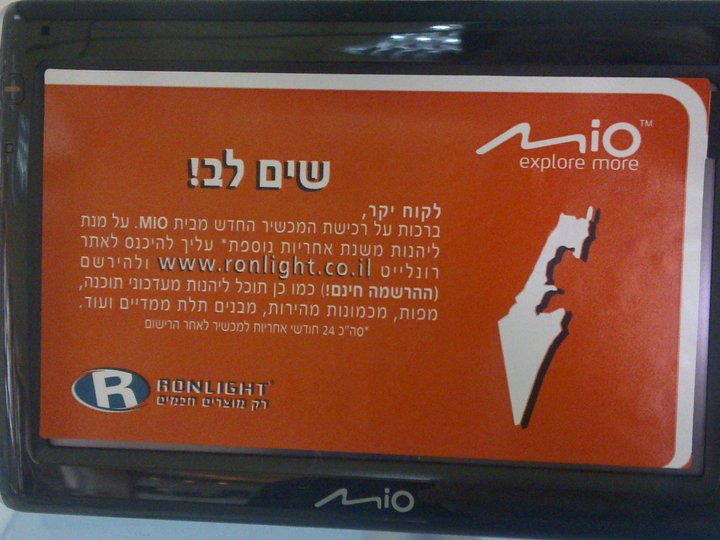 mio™
explore more
שים לב!
לקוח יקר,
ברכות על רכישת המכשיר החדש מבית MIO. על מנת
ליהנות משנת אחריות נוספת* עליך להיכנס לאתר
רונלייט www.ronlight.co.il ולהירשם
(ההרשמה חינם!) כמו כן תוכל ליהנות מעדכוני תוכנה,
מפות, מכמונות מהירות, מבנים תלת ממדיים ועוד.
*סה"כ 24 חודשי אחריות למכשיר לאחר הרישום
R RONLIGHT®
רק מוצרים חכמים
mio